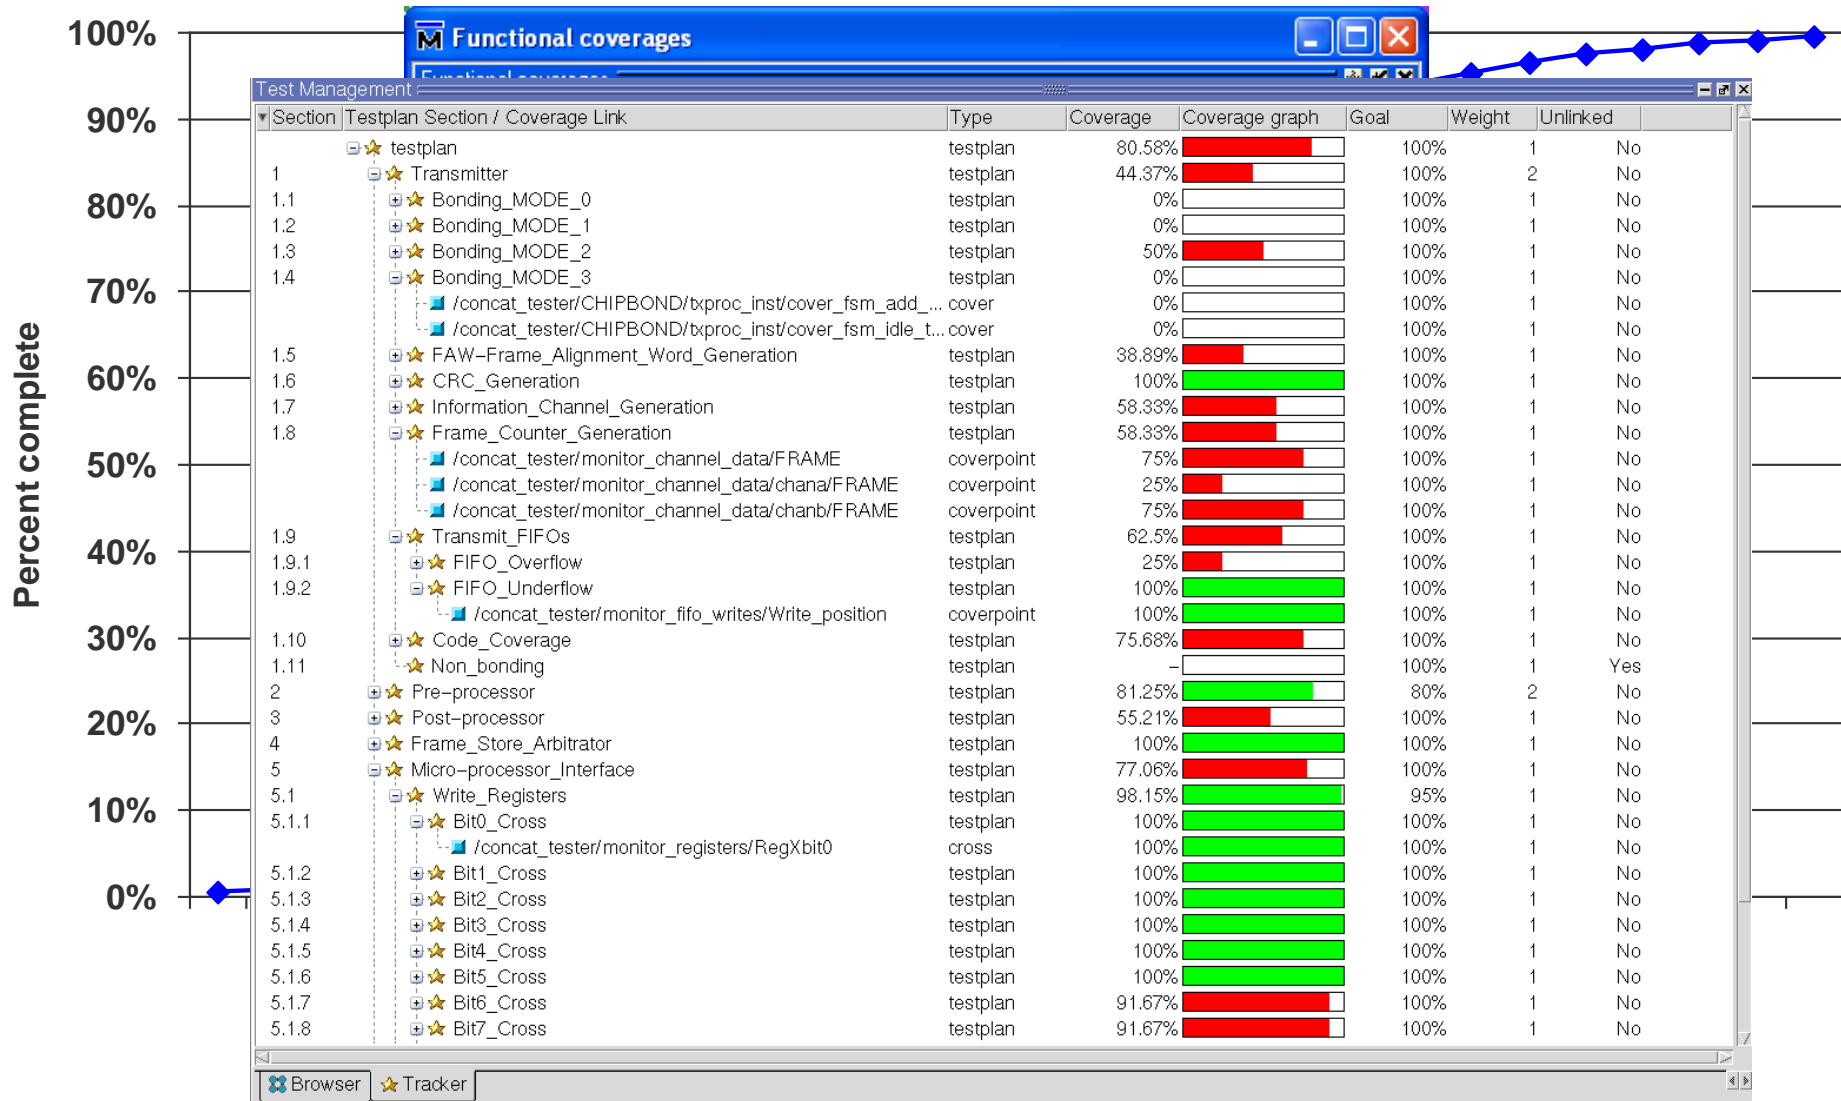 100%
90%
80%
70%
60%
50%
40%
30%
20%
10%
0%
Percent complete
Functional coverages
Functional coverages
Test Management
Section Testplan Section / Coverage Link Type Coverage Coverage graph Goal Weight Unlinked
testplan testplan 80.58% 100% 1 No
1 Transmitter testplan 44.37% 100% 2 No
1.1 Bonding_MODE_0 testplan 0% 100% 1 No
1.2 Bonding_MODE_1 testplan 0% 100% 1 No
1.3 Bonding_MODE_2 testplan 50% 100% 1 No
1.4 Bonding_MODE_3 testplan 0% 100% 1 No
/concat_tester/CHIPBOND/txproc_inst/cover_fsm_add_... cover 0% 100% 1 No
/concat_tester/CHIPBOND/txproc_inst/cover_fsm_idle_t... cover 0% 100% 1 No
1.5 FAW-Frame_Alignment_Word_Generation testplan 38.89% 100% 1 No
1.6 CRC_Generation testplan 100% 100% 1 No
1.7 Information_Channel_Generation testplan 58.33% 100% 1 No
1.8 Frame_Counter_Generation testplan 58.33% 100% 1 No
/concat_tester/monitor_channel_data/FRAME coverpoint 75% 100% 1 No
/concat_tester/monitor_channel_data/chana/FRAME coverpoint 25% 100% 1 No
/concat_tester/monitor_channel_data/chanb/FRAME coverpoint 75% 100% 1 No
1.9 Transmit_FIFOs testplan 62.5% 100% 1 No
1.9.1 FIFO_Overflow testplan 25% 100% 1 No
1.9.2 FIFO_Underflow testplan 100% 100% 1 No
/concat_tester/monitor_fifo_writes/Write_position coverpoint 100% 100% 1 No
1.10 Code_Coverage testplan 75.68% 100% 1 No
1.11 Non_bonding testplan - 100% 1 Yes
2 Pre-processor testplan 81.25% 80% 2 No
3 Post-processor testplan 55.21% 100% 1 No
4 Frame_Store_Arbitrator testplan 100% 100% 1 No
5 Micro-processor_Interface testplan 77.06% 100% 1 No
5.1 Write_Registers testplan 98.15% 95% 1 No
5.1.1 Bit0_Cross testplan 100% 100% 1 No
/concat_tester/monitor_registers/RegXbit0 cross 100% 100% 1 No
5.1.2 Bit1_Cross testplan 100% 100% 1 No
5.1.3 Bit2_Cross testplan 100% 100% 1 No
5.1.4 Bit3_Cross testplan 100% 100% 1 No
5.1.5 Bit4_Cross testplan 100% 100% 1 No
5.1.6 Bit5_Cross testplan 100% 100% 1 No
5.1.7 Bit6_Cross testplan 91.67% 100% 1 No
5.1.8 Bit7_Cross testplan 91.67% 100% 1 No
Browser Tracker